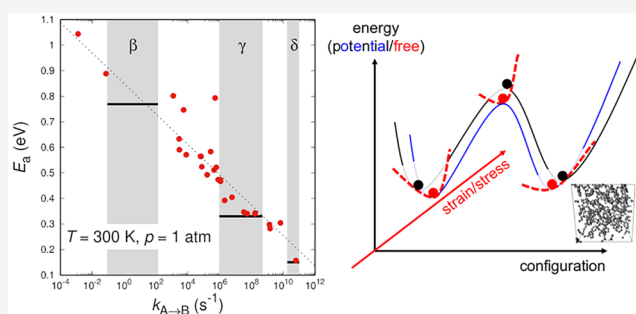 β
γ
δ
1.1
1
0.9
0.8
0.7
0.6
0.5
0.4
0.3
0.2
0.1
Eₐ (eV)
T = 300 K, p = 1 atm
10⁻⁴ 10⁻² 10⁰ 10² 10⁴ 10⁶ 10⁸ 10¹⁰ 10¹²
k_A→B (s⁻¹)
energy
(potential/free)
strain/stress
configuration